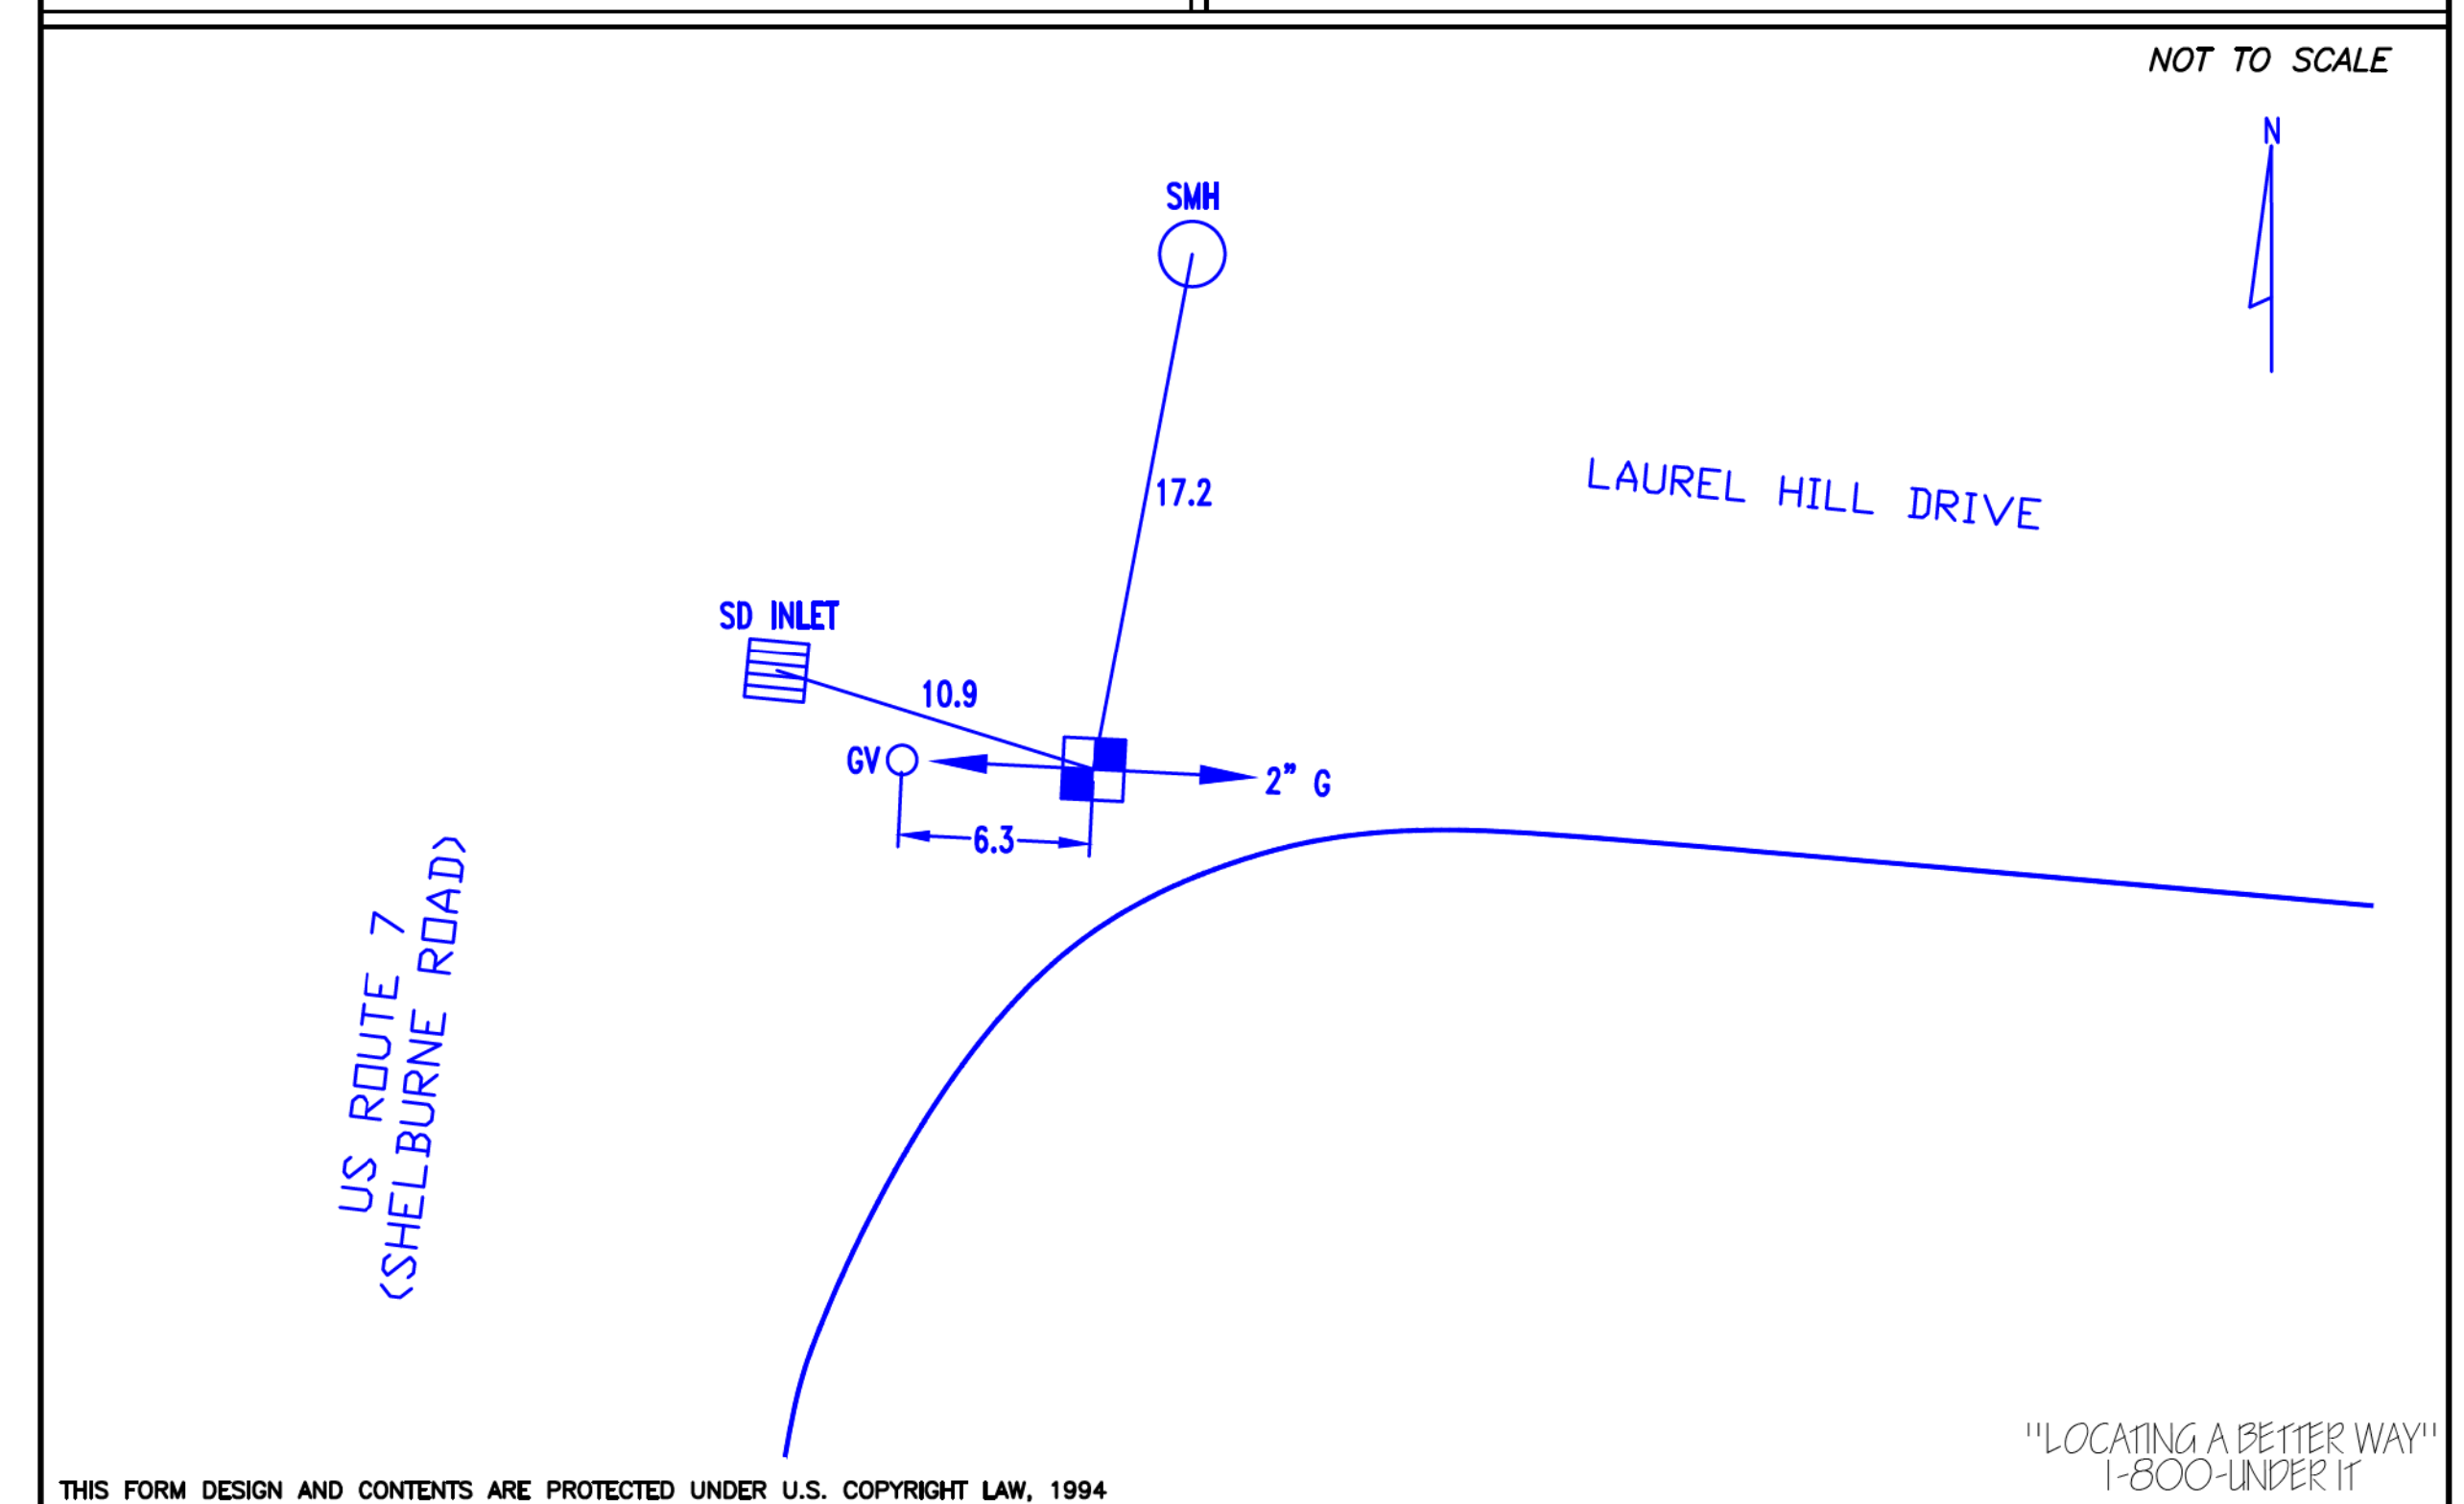 NOT TO SCALE
N
SMH
17.2
LAUREL HILL DRIVE
SD INLET
10.9
GV
2" G
6.3
US ROUTE 7
(SHELBURNE ROAD)
"LOCATING A BETTER WAY"
1-800-UNDER IT
THIS FORM DESIGN AND CONTENTS ARE PROTECTED UNDER U.S. COPYRIGHT LAW, 1994